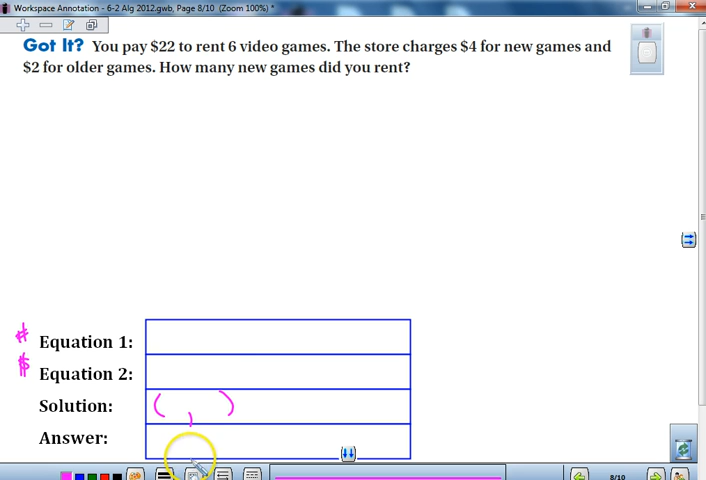 Workspace Annotation - 6-2 Alg 2012.gwb, Page 8/10 (Zoom 100%) *
Got It? You pay $22 to rent 6 video games. The store charges $4 for new games and
$2 for older games. How many new games did you rent?
# Equation 1:
$ Equation 2:
Solution: ( , )
Answer:
8/10